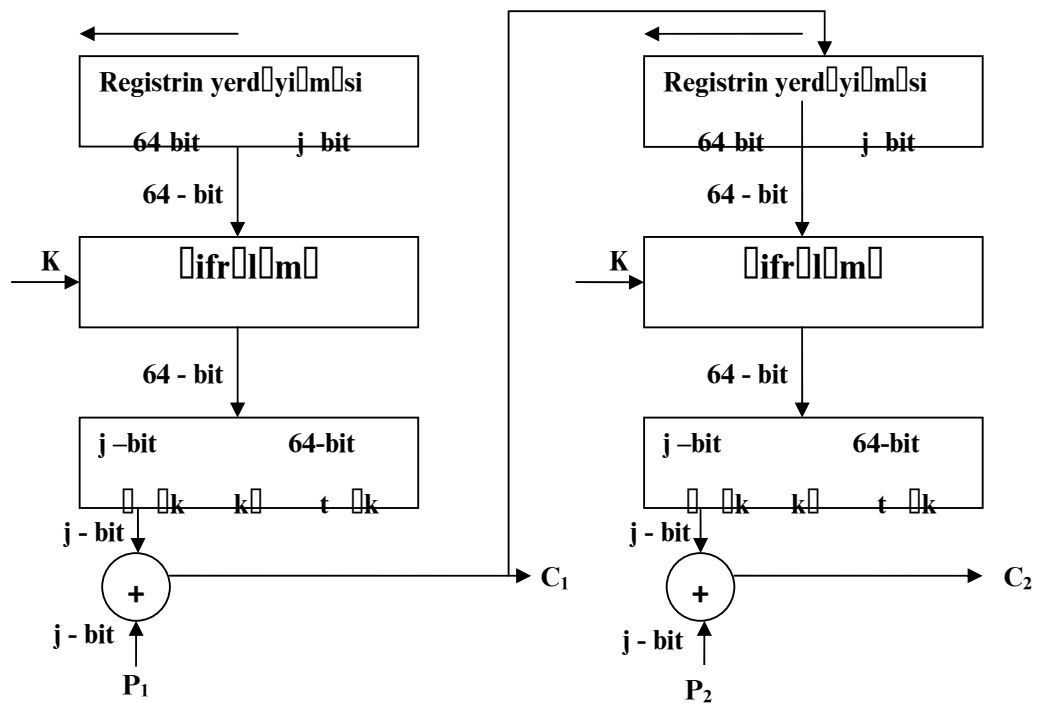 Registrin
64 bit j bit
64 - bit
K
64 - bit
j –bit 64-bit
j - bit
+
C1
j - bit
P1
Registrin
64 bit j bit
64 - bit
K
64 - bit
j –bit 64-bit
j - bit
+
C2
j - bit
P2